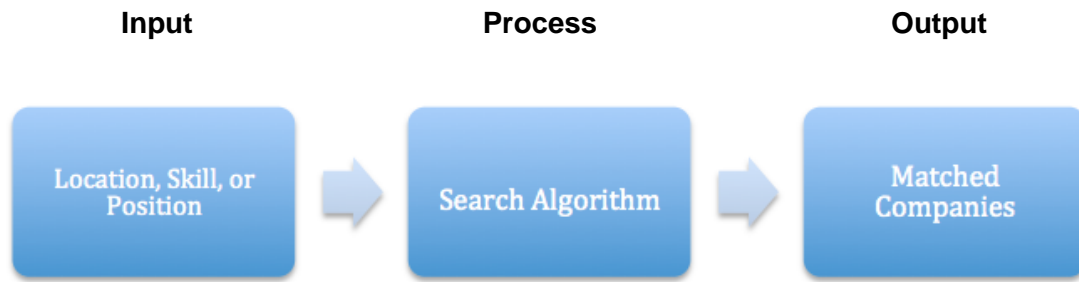 Input
Process
Output
Location, Skill, or
Position
Search Algorithm
Matched
Companies